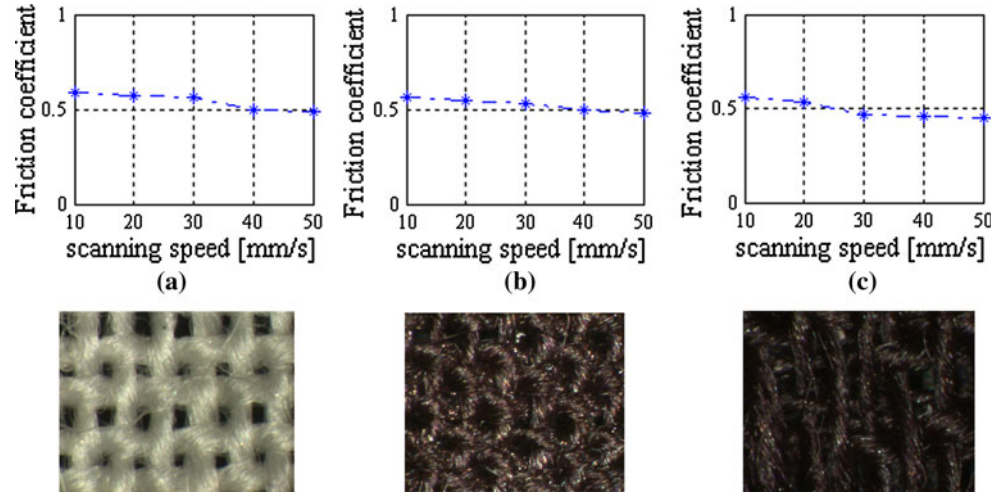 Friction coefficient
1
0.5
0
10 20 30 40 50
scanning speed [mm/s]
(a)
Friction coefficient
1
0.5
0
10 20 30 40 50
scanning speed [mm/s]
(b)
Friction coefficient
1
0.5
0
10 20 30 40 50
scanning speed [mm/s]
(c)